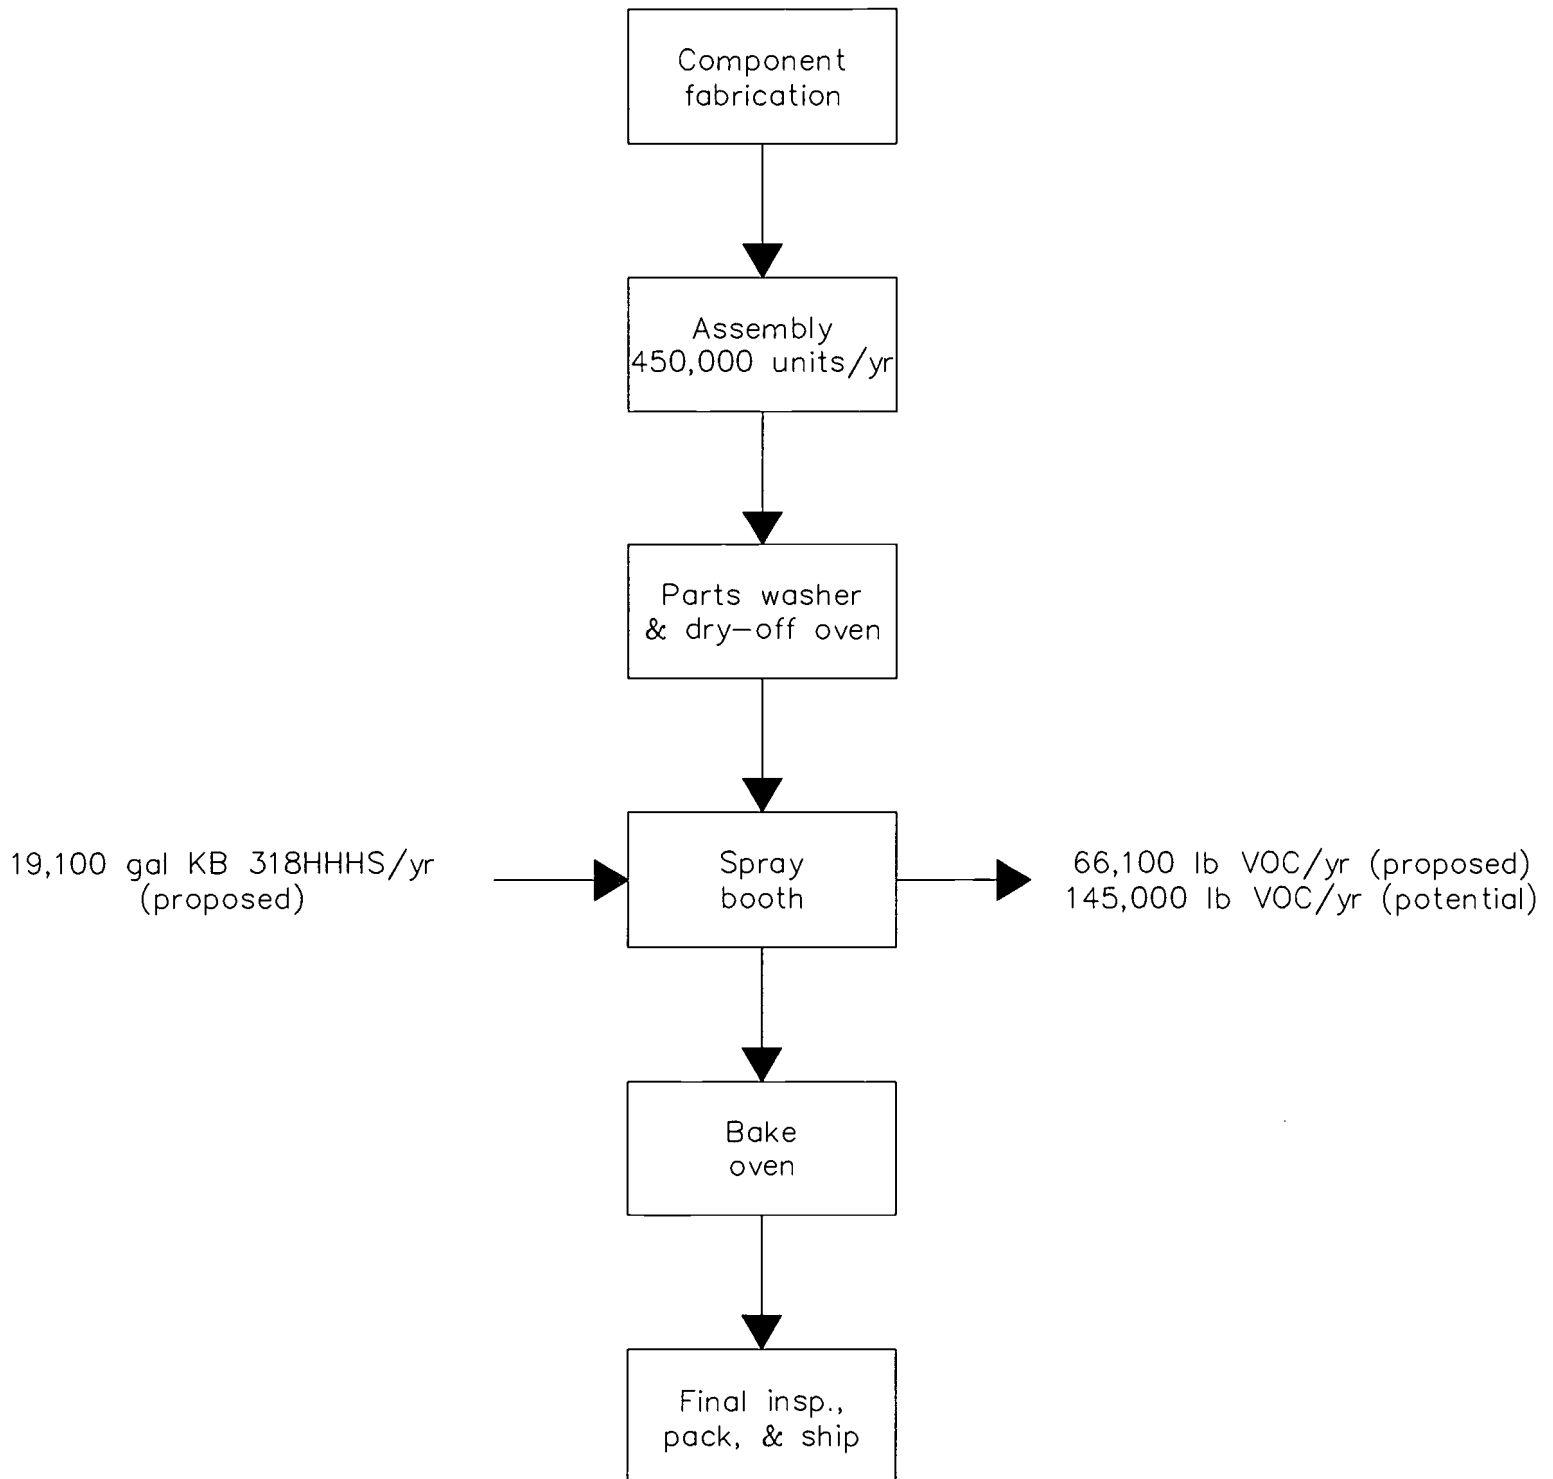 Component
fabrication
Assembly
450,000 units/yr
Parts washer
& dry-off oven
19,100 gal KB 318HHHS/yr
(proposed)
Spray
booth
66,100 lb VOC/yr (proposed)
145,000 lb VOC/yr (potential)
Bake
oven
Final insp.,
pack, & ship